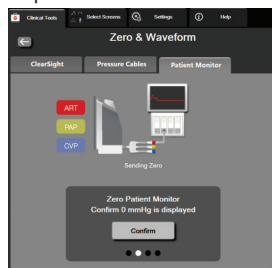 Clinical Tools
Select Screens
Settings
Help
Zero & Waveform
ClearSight
Pressure Cables
Patient Monitor
ART
PAP
CVP
Sending Zero
Zero Patient Monitor
Confirm 0 mmHg is displayed
Confirm